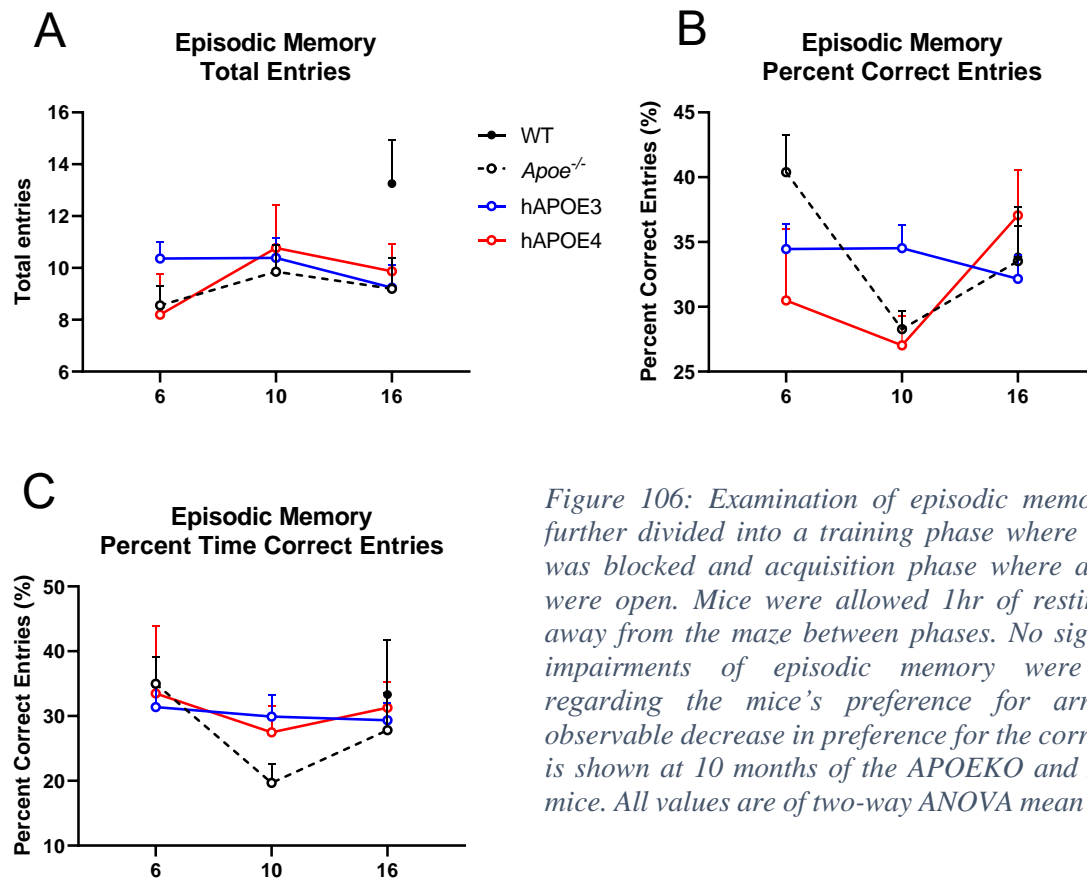 A
Episodic Memory
Total Entries
Total entries
16
14
12
10
8
6
6 10 16
WT
Apoe-/-
hAPOE3
hAPOE4
B
Episodic Memory
Percent Correct Entries
Percent Correct Entries (%)
45
40
35
30
25
6 10 16
C
Episodic Memory
Percent Time Correct Entries
Percent Correct Entries (%)
50
40
30
20
10
6 10 16
Figure 106: Examination of episodic memo
further divided into a training phase where
was blocked and acquisition phase where a
were open. Mice were allowed 1hr of restin
away from the maze between phases. No sig
impairments of episodic memory were
regarding the mice's preference for ar
observable decrease in preference for the corr
is shown at 10 months of the APOEKO and
mice. All values are of two-way ANOVA mean